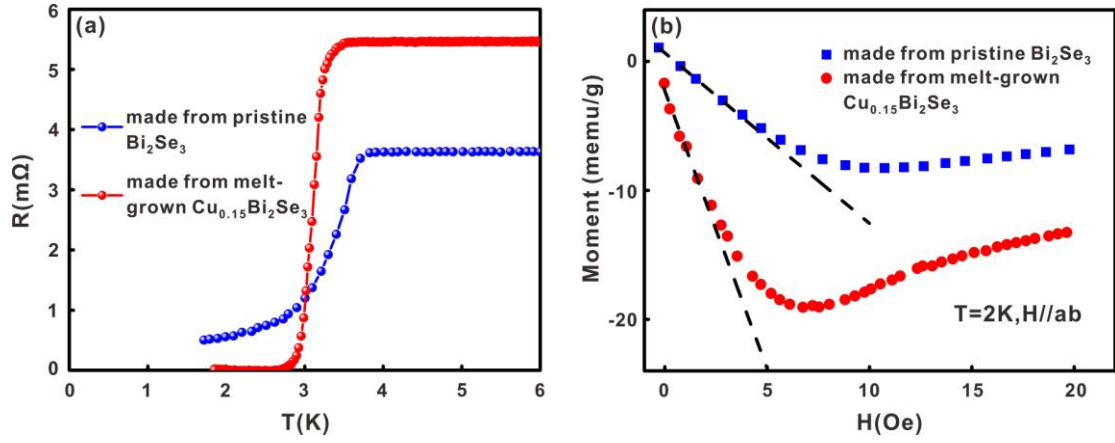 (a)
6
5
4
3
2
1
0
R(mΩ)
made from pristine
Bi₂Se₃
made from melt-
grown Cu₀.₁₅Bi₂Se₃
0 1 2 3 4 5 6
T(K)
(b)
made from pristine Bi₂Se₃
made from melt-grown
Cu₀.₁₅Bi₂Se₃
0
-10
-20
Moment (memu/g)
T=2K,H//ab
0 5 10 15 20
H(Oe)